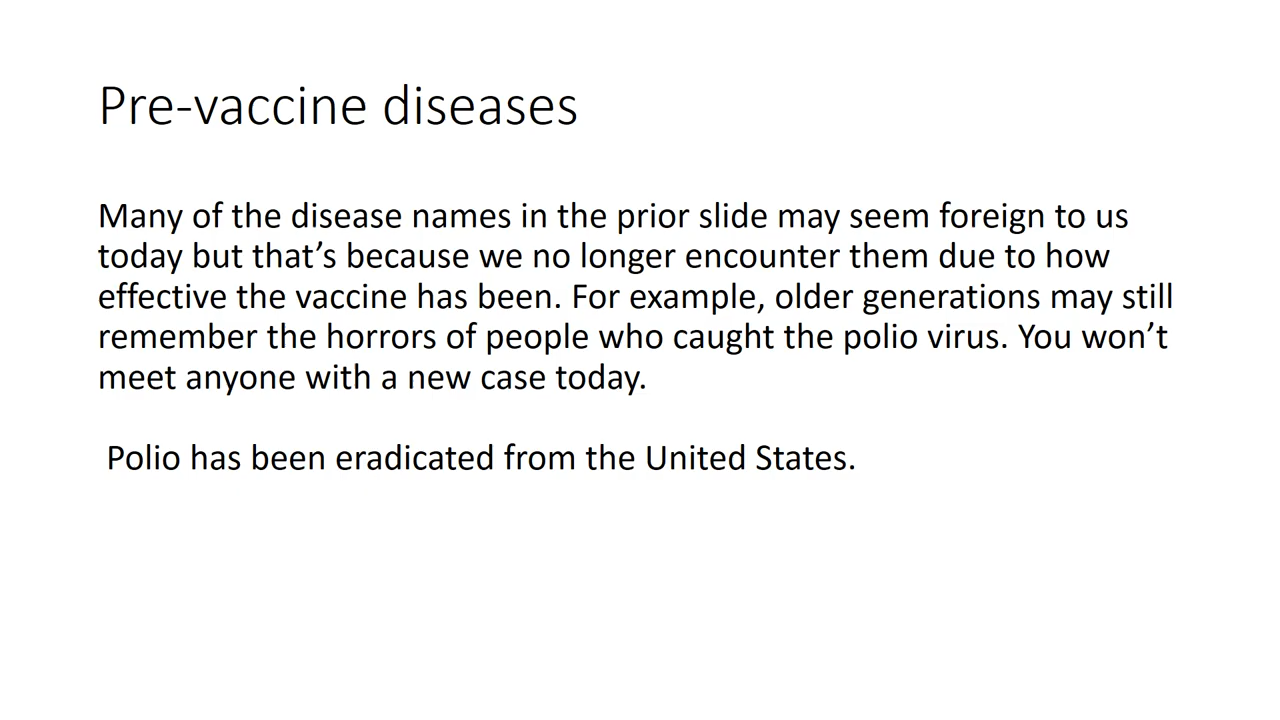 Pre-vaccine diseases
Many of the disease names in the prior slide may seem foreign to us
today but that’s because we no longer encounter them due to how
effective the vaccine has been. For example, older generations may still
remember the horrors of people who caught the polio virus. You won’t
meet anyone with a new case today.
Polio has been eradicated from the United States.